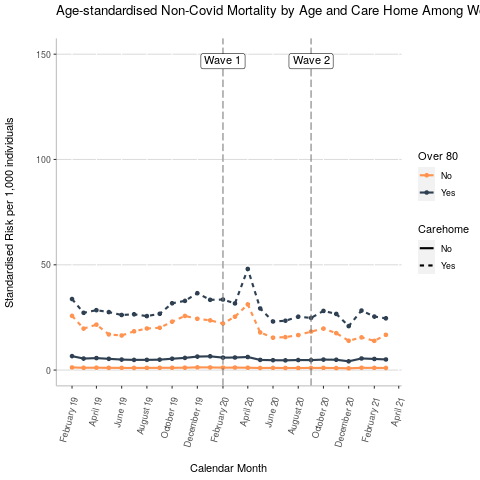 Age-standardised Non-Covid Mortality by Age and Care Home Among W
Standardised Risk per 1,000 individuals
150
100
50
0
Wave 1
Wave 2
February 19
April 19
June 19
August 19
October 19
December 19
February 20
April 20
June 20
August 20
October 20
December 20
February 21
April 21
Calendar Month
Over 80
No
Yes
Carehome
No
Yes